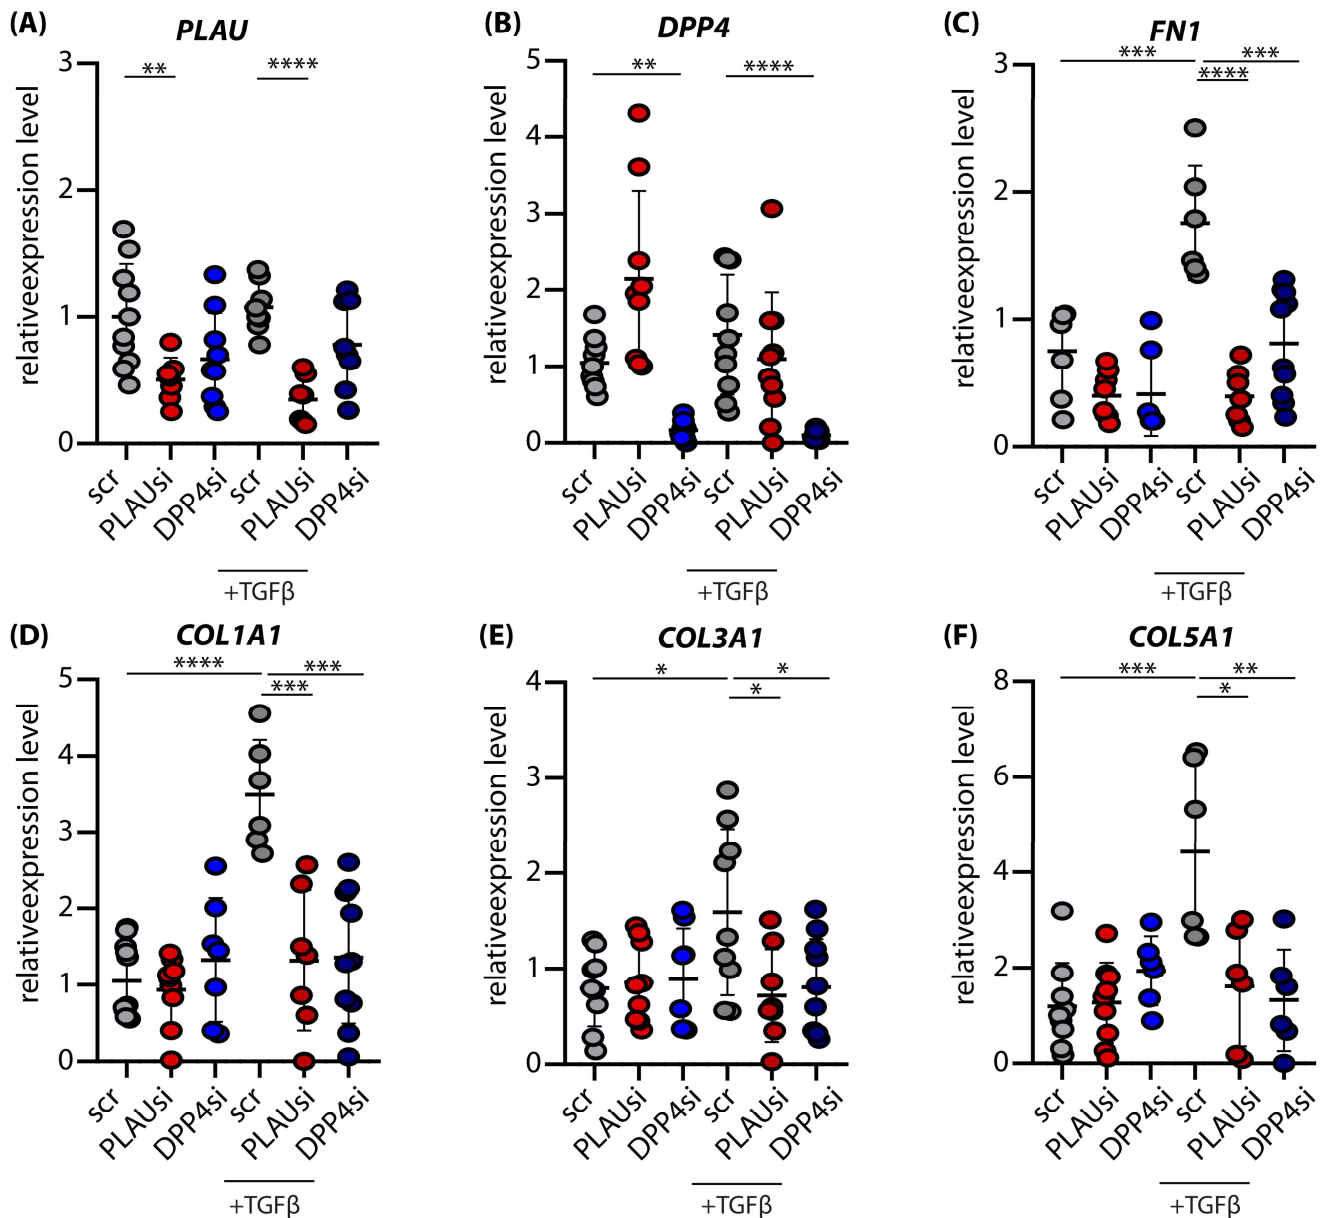 (A) PLAU
** ****
relativeexpression level
3
2
1
0
scr PLAUsi DPP4si scr PLAUsi DPP4si
+TGFβ
(B) DPP4
** ****
relativeexpression level
5
4
3
2
1
0
scr PLAUsi DPP4si scr PLAUsi DPP4si
+TGFβ
(C) FN1
*** ***
****
relativeexpression level
3
2
1
0
scr PLAUsi DPP4si scr PLAUsi DPP4si
+TGFβ
(D) COL1A1
**** ***
***
relativeexpression level
5
4
3
2
1
0
scr PLAUsi DPP4si scr PLAUsi DPP4si
+TGFβ
(E) COL3A1
* *
*
relativeexpression level
4
3
2
1
0
scr PLAUsi DPP4si scr PLAUsi DPP4si
+TGFβ
(F) COL5A1
*** **
*
relativeexpression level
8
6
4
2
0
scr PLAUsi DPP4si scr PLAUsi DPP4si
+TGFβ